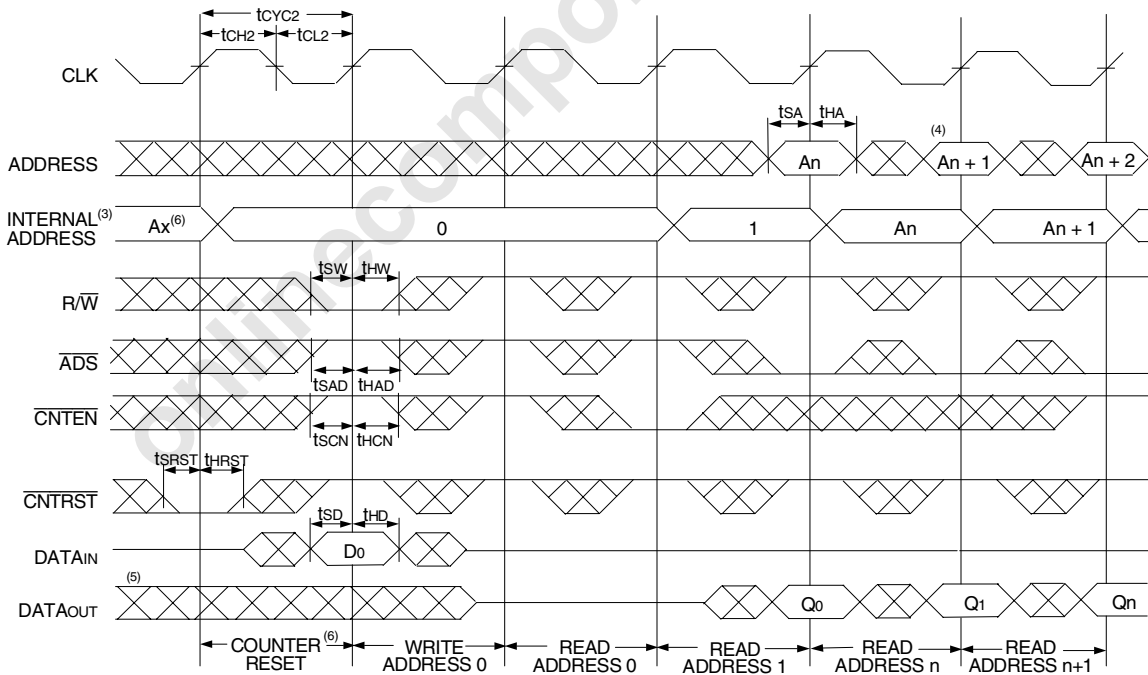 tCYC2
tCH2 tCL2
CLK
tSA tHA
(4)
ADDRESS An An + 1 An + 2
INTERNAL(3) ADDRESS Ax(6) 0 1 An An + 1
tSW tHW
R/W̅
A̅D̅S̅
tSAD tHAD
C̅N̅T̅E̅N̅
tSCN tHCN
tSRST tHRST
C̅N̅T̅R̅S̅T̅
tSD tHD
DATAIN D0
(5)
DATAOUT Q0 Q1 Qn
COUNTER(6) RESET WRITE ADDRESS 0 READ ADDRESS 0 READ ADDRESS 1 READ ADDRESS n READ ADDRESS n+1